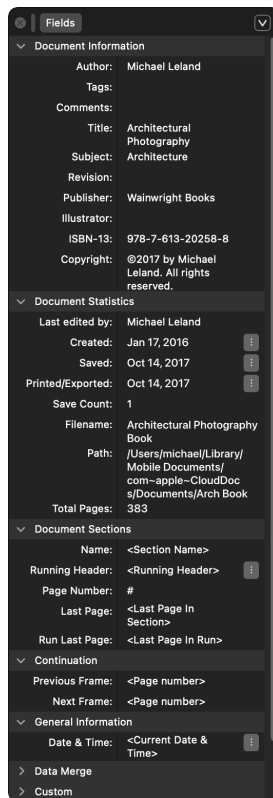 Fields
Document Information
Author: Michael Leland
Tags:
Comments:
Title: Architectural
Photography
Subject: Architecture
Revision:
Publisher: Wainwright Books
Illustrator:
ISBN-13: 978-7-613-20258-8
Copyright: ©2017 by Michael
Leland. All rights
reserved.
Document Statistics
Last edited by: Michael Leland
Created: Jan 17, 2016
Saved: Oct 14, 2017
Printed/Exported: Oct 14, 2017
Save Count: 1
Filename: Architectural Photography
Book
Path: /Users/michael/Library/
Mobile Documents/
com~apple~CloudDoc
s/Documents/Arch Book
Total Pages: 383
Document Sections
Name: <Section Name>
Running Header: <Running Header>
Page Number: #
Last Page: <Last Page In
Section>
Run Last Page: <Last Page In Run>
Continuation
Previous Frame: <Page number>
Next Frame: <Page number>
General Information
Date & Time: <Current Date &
Time>
Data Merge
Custom